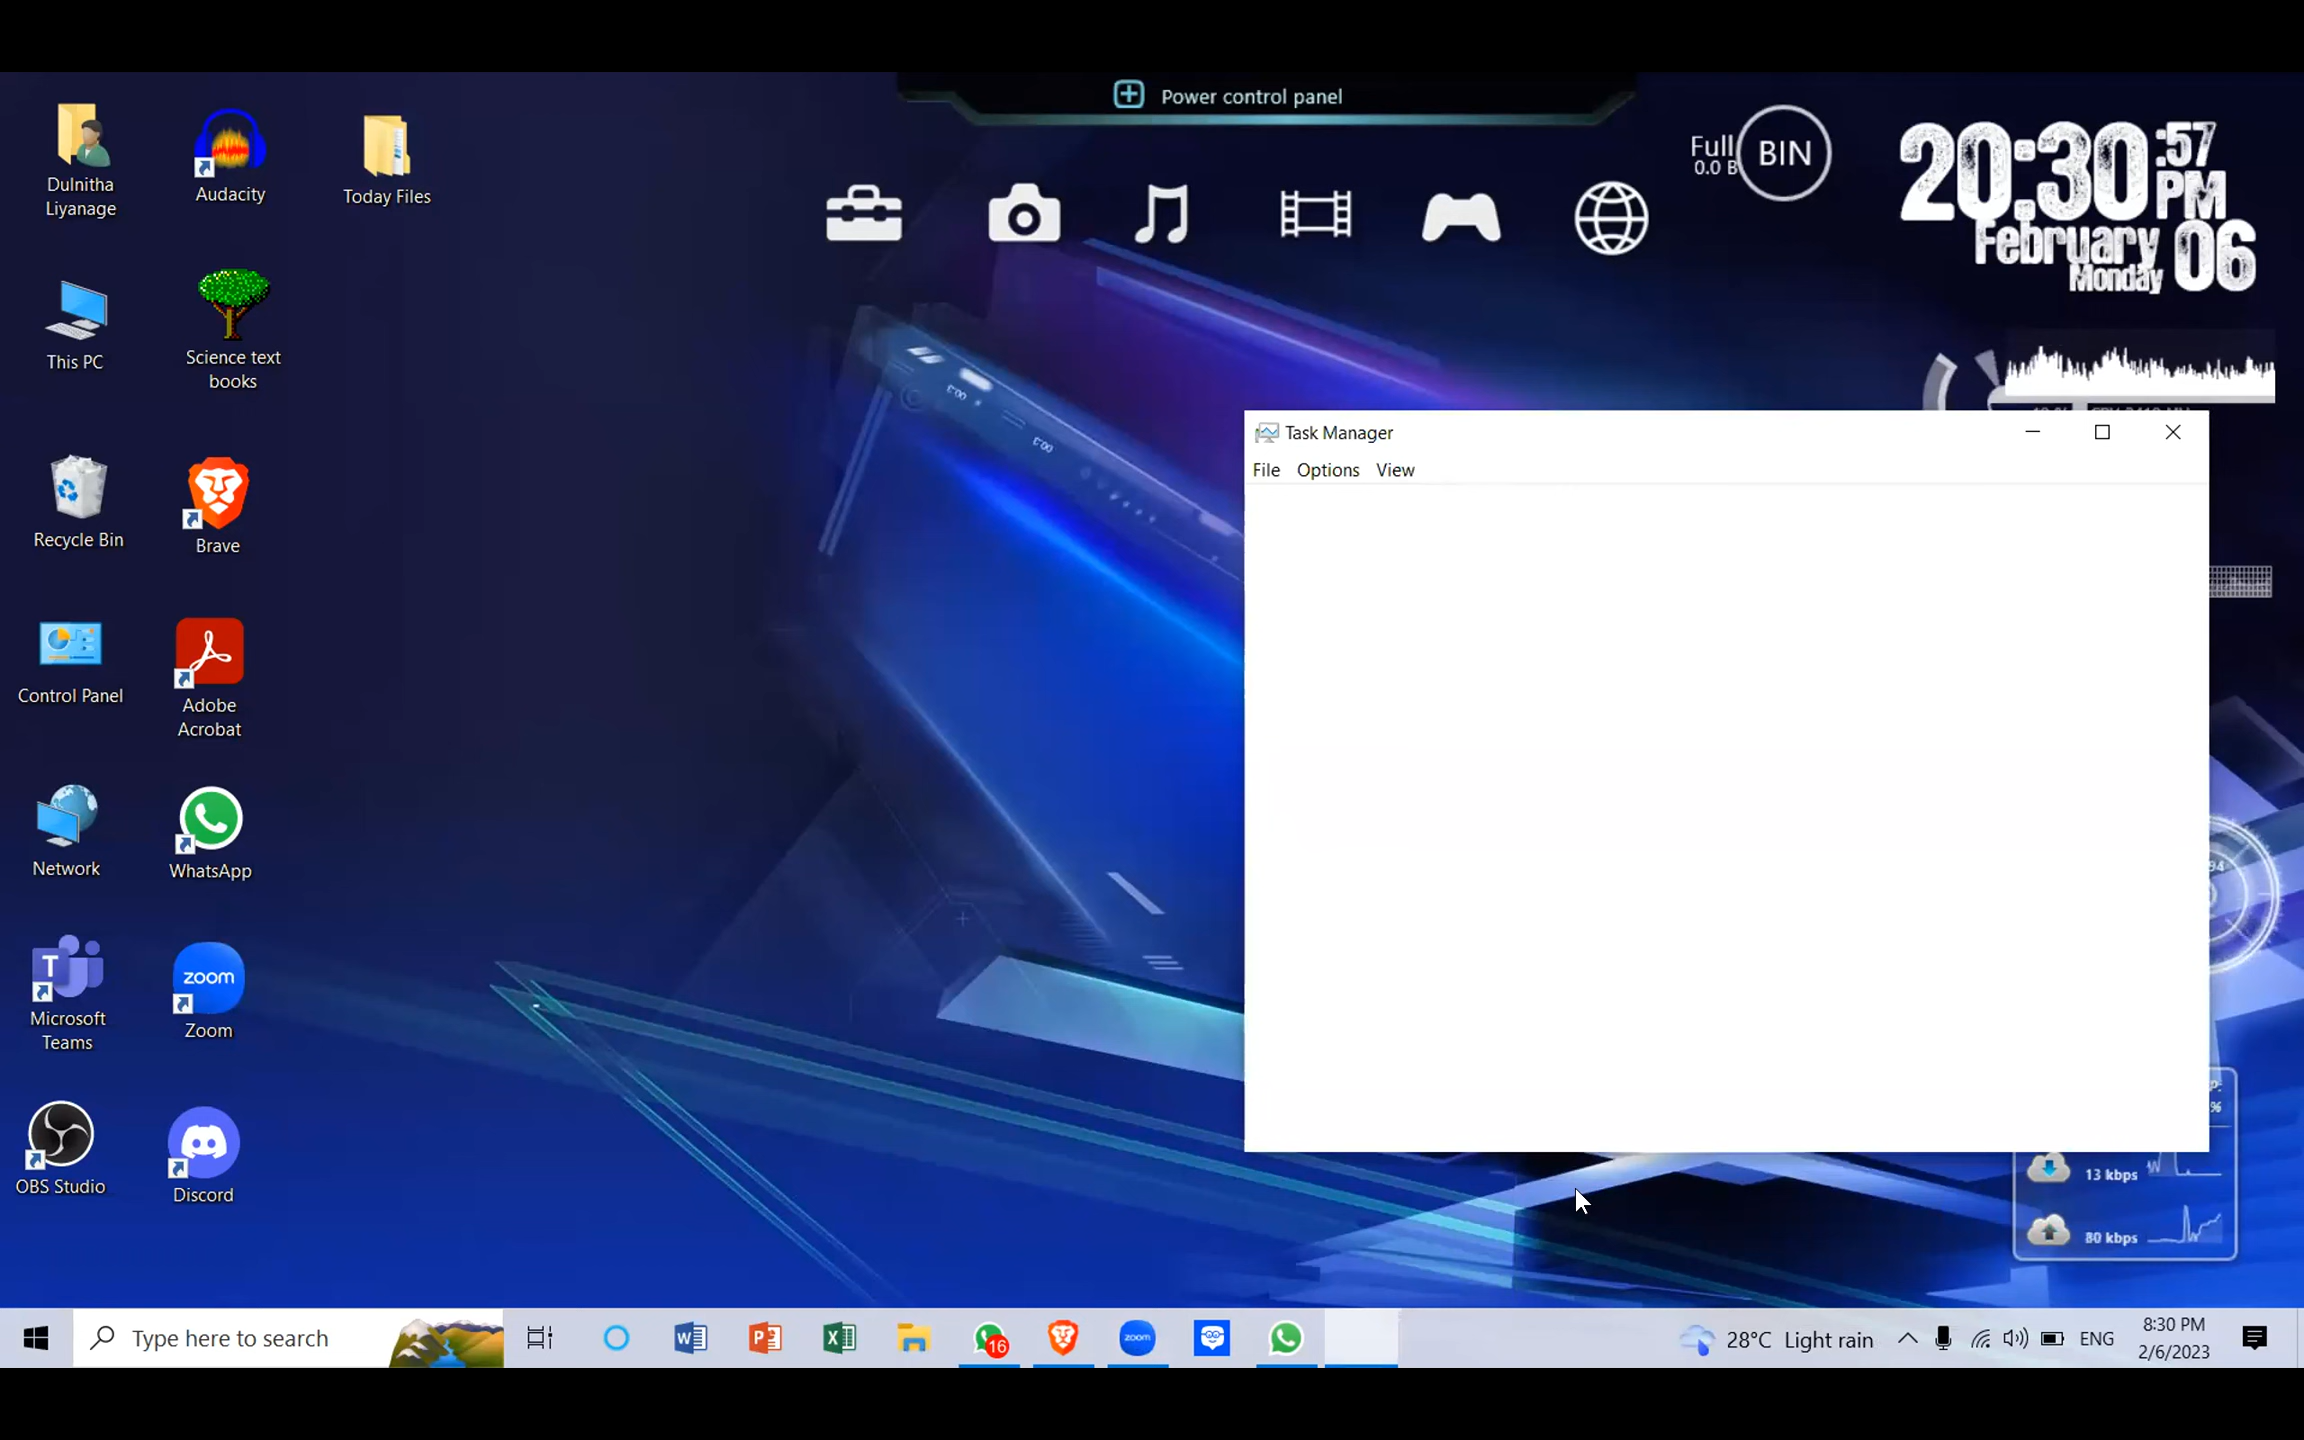 Power control panel
Full
0.0 B
BIN
20:30
:57
PM
February
06
Monday
Dulnitha
Liyanage
Audacity
Today Files
This PC
Science text
books
Recycle Bin
Brave
Control Panel
Adobe
Acrobat
Network
WhatsApp
Microsoft
Teams
zoom
Zoom
OBS Studio
Discord
Task Manager
File Options View
94
%
13 kbps
80 kbps
Type here to search
16
zoom
28°C Light rain
ENG
8:30 PM
2/6/2023